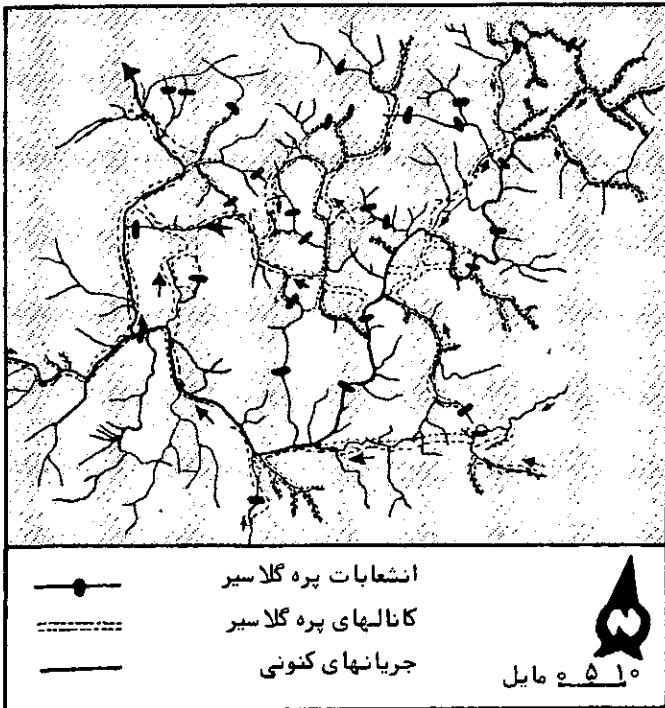 انشعابات پره گلاسیر
کانالهای پره گلاسیر
جریانهای کنونی
N
۱۰ ۵ ۰ مایل